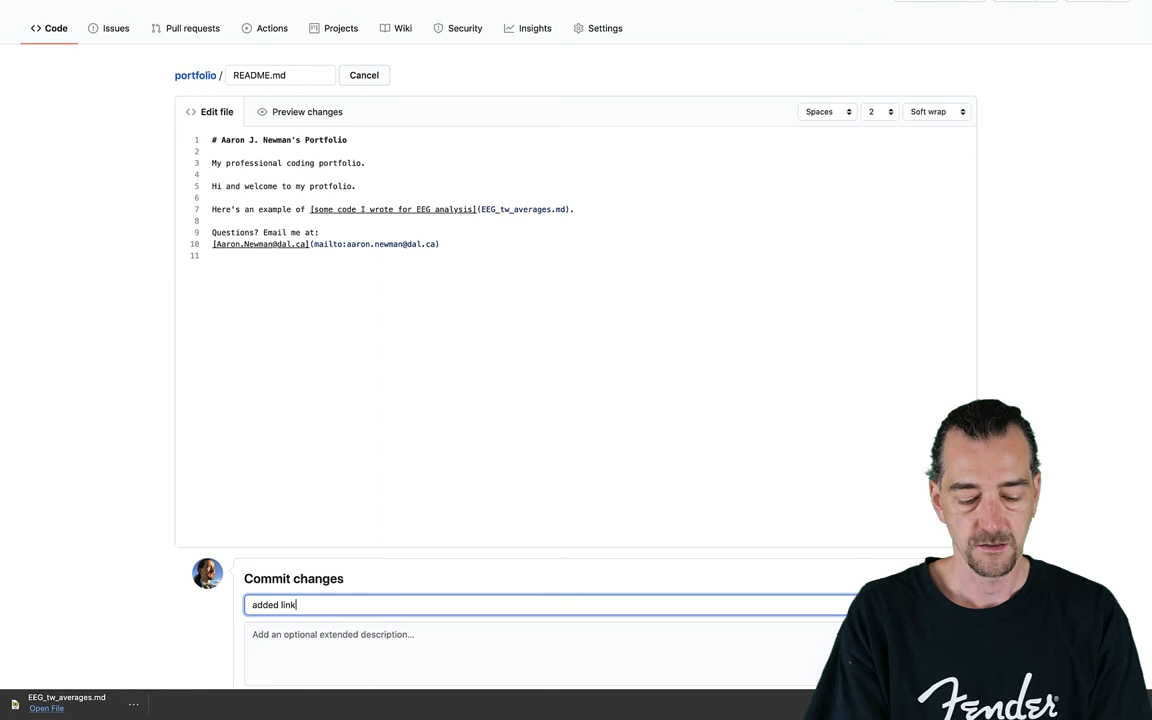 Code Issues Pull requests Actions Projects Wiki Security Insights Settings
portfolio / README.md Cancel
Edit file Preview changes Spaces 2 Soft wrap
1 # Aaron J. Newman's Portfolio
2
3 My professional coding portfolio.
4
5 Hi and welcome to my protfolio.
6
7 Here's an example of [some code I wrote for EEG analysis](EEG_tw_averages.md).
8
9 Questions? Email me at:
10 [Aaron.Newman@dal.ca](mailto:aaron.newman@dal.ca)
11
Commit changes
added link
Add an optional extended description...
EEG_tw_averages.md
Open File
Fender